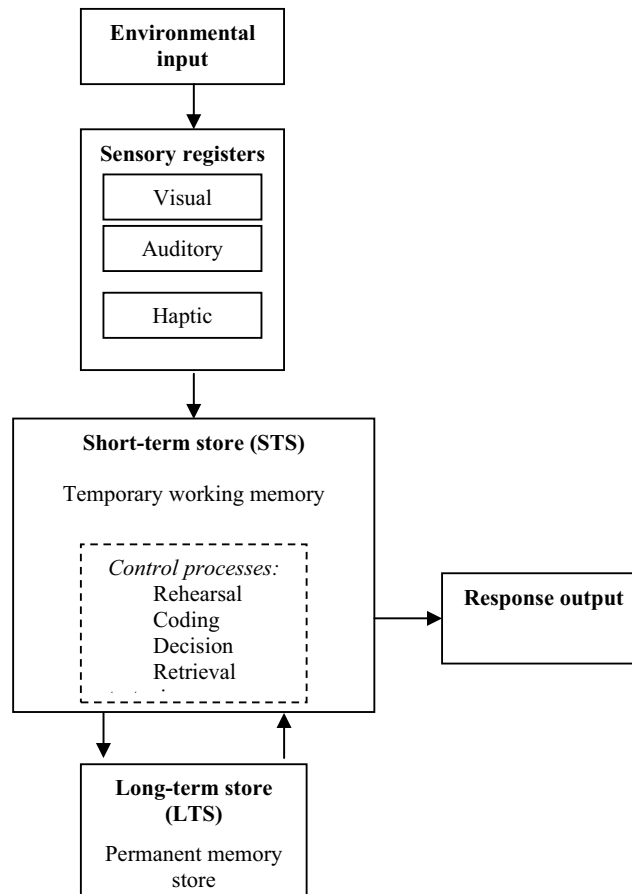 Environmental
input
Sensory registers
Visual
Auditory
Haptic
Short-term store (STS)
Temporary working memory
Control processes:
Rehearsal
Coding
Decision
Retrieval
Response output
Long-term store
(LTS)
Permanent memory
store